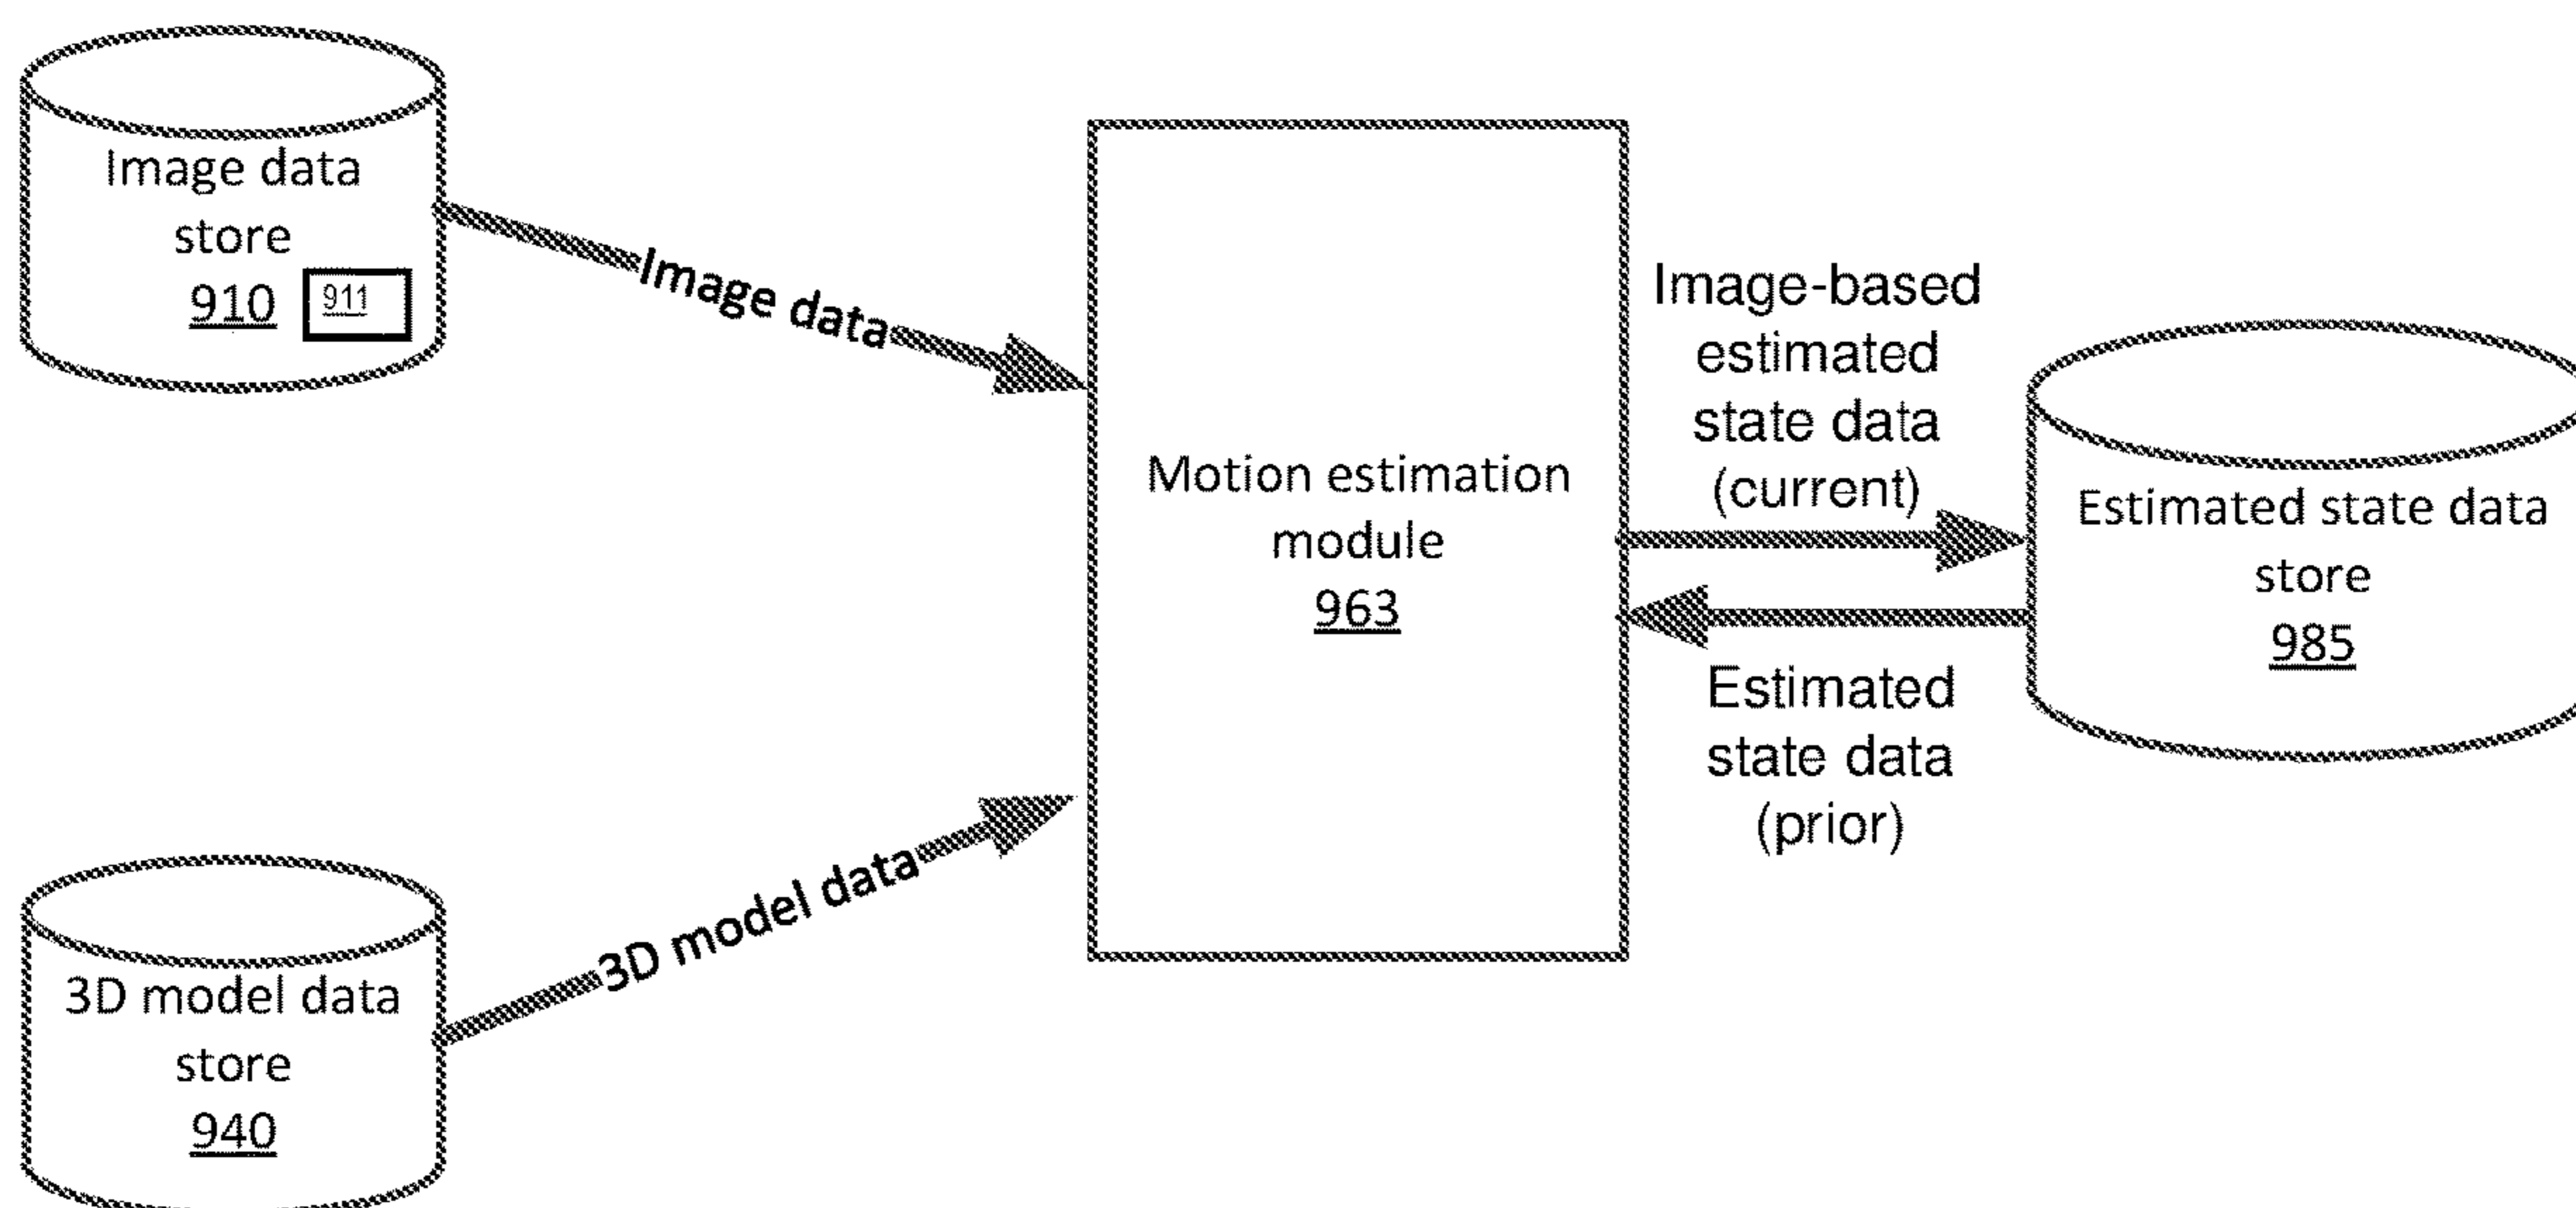 Image data
store
910 911
Image data
Motion estimation
module
963
Image-based
estimated
state data
(current)
Estimated
state data
(prior)
Estimated state data
store
985
3D model data
3D model data
store
940